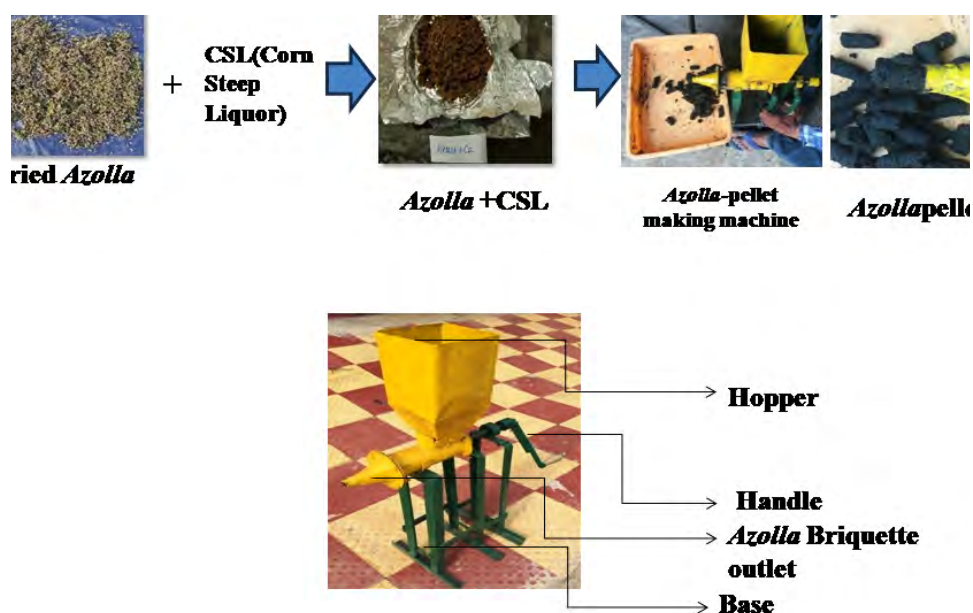 CSL(Corn
+ Steep
Liquor)
ried Azolla
Azolla +CSL
Azolla-pellet
making machine
Azollapelle
Hopper
Handle
Azolla Briquette
outlet
Base